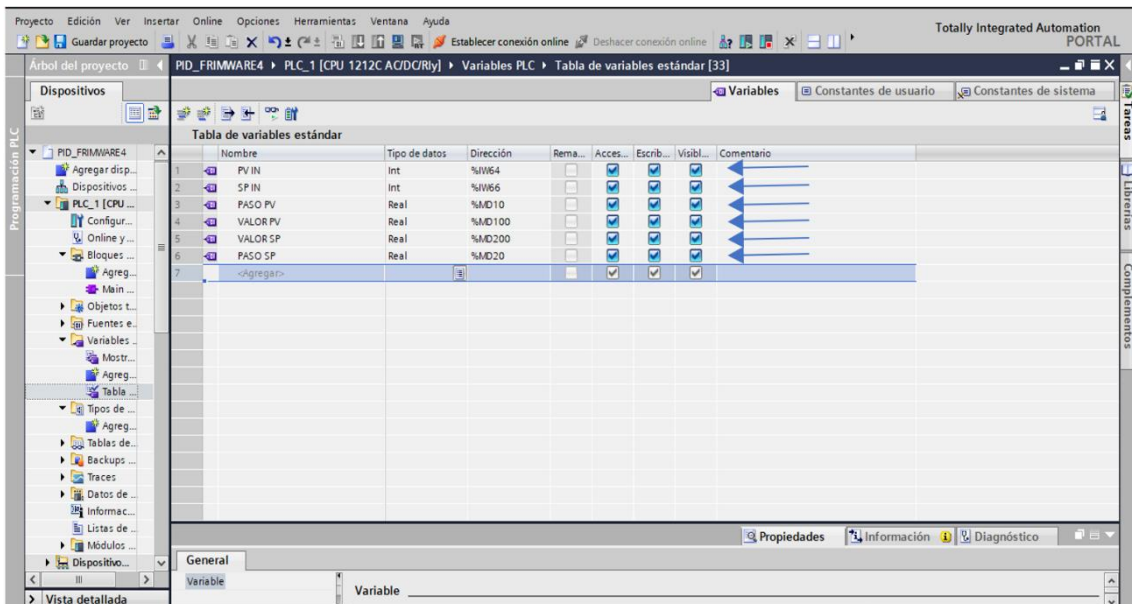 Proyecto Edición Ver Insertar Online Opciones Herramientas Ventana Ayuda
Totally Integrated Automation
PORTAL
Guardar proyecto Establecer conexión online Deshacer conexión online
Árbol del proyecto
PID_FRIMWARE4 PLC_1 [CPU 1212C AC/DC/Rly] Variables PLC Tabla de variables estándar [33]
Dispositivos
Variables Constantes de usuario Constantes de sistema
Tabla de variables estándar
Nombre Tipo de datos Dirección Rema... Acces... Escrib... Visibl... Comentario
1 PV IN Int %IW64
2 SP IN Int %IW66
3 PASO PV Real %MD10
4 VALOR PV Real %MD100
5 VALOR SP Real %MD200
6 PASO SP Real %MD20
7 <Agregar>
Programación PLC
PID_FRIMWARE4
Agregar disp...
Dispositivos ...
PLC_1 [CPU ...
Configur...
Online y...
Bloques ...
Agreg...
Main ...
Objetos t...
Fuentes e..
Variables ..
Mostr...
Agreg...
Tabla ...
Tipos de ...
Agreg...
Tablas de..
Backups ...
Traces
Datos de ..
Informac...
Listas de ..
Módulos ...
Dispositivo...
Vista detallada
Tareas
Librerías
Complementos
Propiedades Información Diagnóstico
General
Variable
Variable